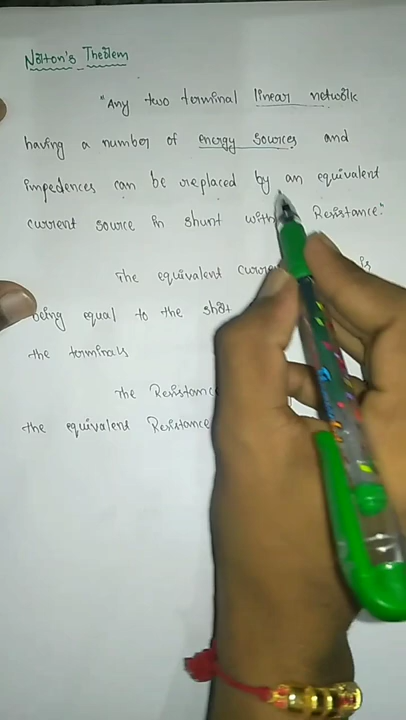 Norton's Theorem
"Any two terminal linear network
having a number of energy sources and
impedences can be replaced by an equivalent
current source in shunt with Resistance."
The equivalent is
being equal to the
the terminals
The
the equivalent Resistance